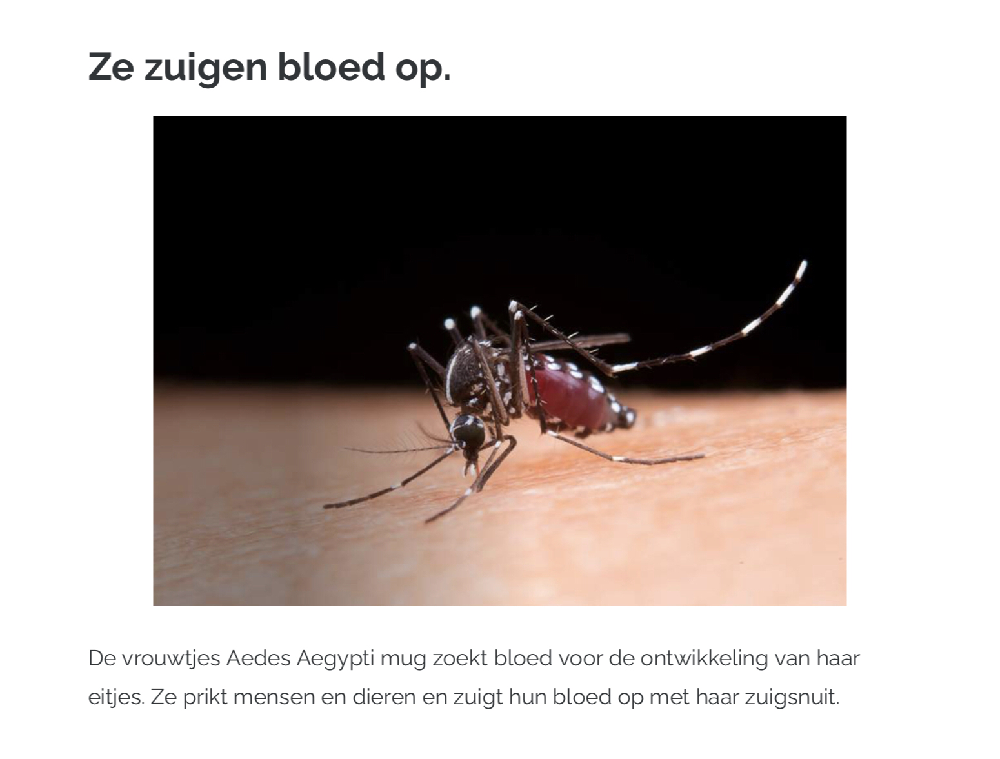 Ze zuigen bloed op.
De vrouwtjes Aedes Aegypti mug zoekt bloed voor de ontwikkeling van haar
eitjes. Ze prikt mensen en dieren en zuigt hun bloed op met haar zuigsnuit.